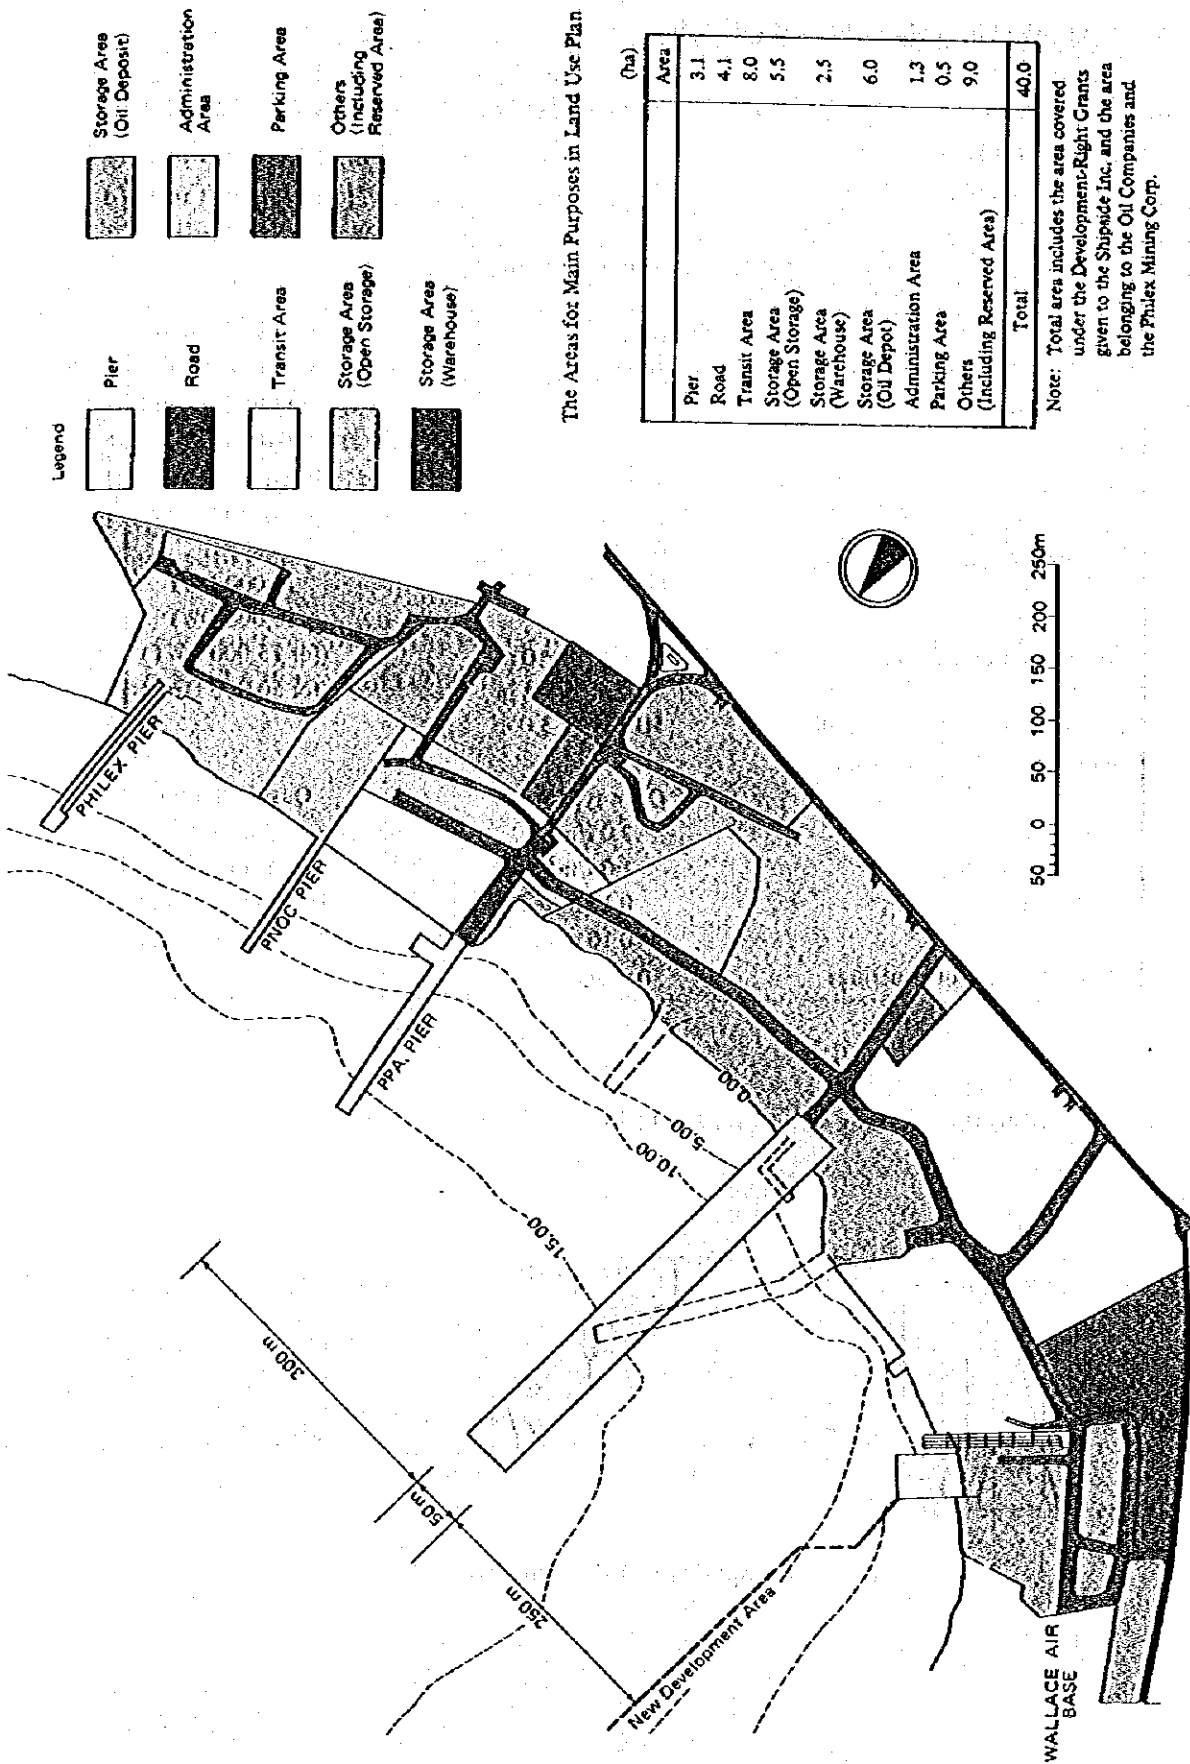 Legend
Pier
Road
Transit Area
Storage Area
(Open Storage)
Storage Area
(Warehouse)
Storage Area
(Oil Deposit)
Administration
Area
Parking Area
Others
(Including
Reserved Area)
The Areas for Main Purposes in Land Use Plan
(ha)
Area
Pier 3.1
Road 4.1
Transit Area 8.0
Storage Area 5.5
(Open Storage)
Storage Area 2.5
(Warehouse)
Storage Area 6.0
(Oil Depot)
Administration Area 1.3
Parking Area 0.5
Others 9.0
(Including Reserved Area)
Total 40.0
Note: Total area includes the area covered
under the Development-Right Grants
given to the Shipside Inc. and the area
belonging to the Oil Companies and
the Philex Mining Corp.
PHILEX PIER
PNOC PIER
PPA. PIER
0.00
-5.00
-10.00
-15.00
300 m
50 m
250 m
New Development Area
WALLACE AIR
BASE
50 0 50 100 150 200 250m